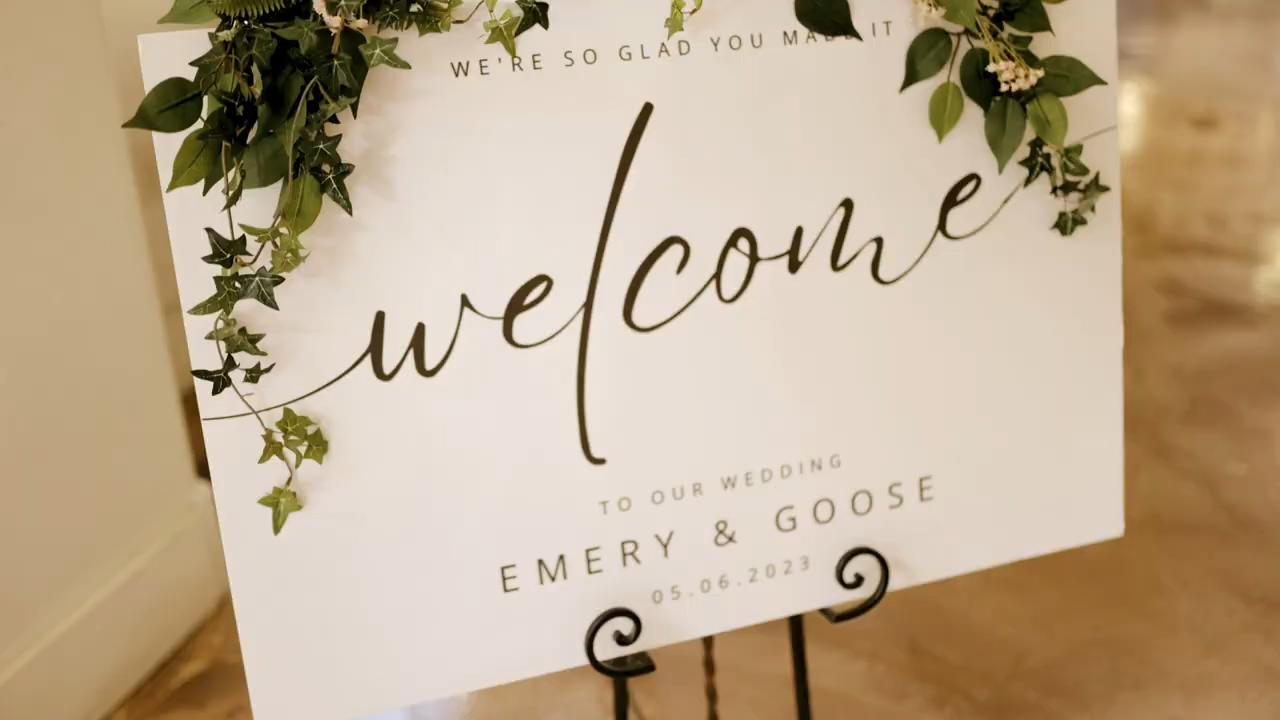 WE'RE SO GLAD YOU MADE IT
welcome
TO OUR WEDDING
EMERY & GOOSE
05.06.2023